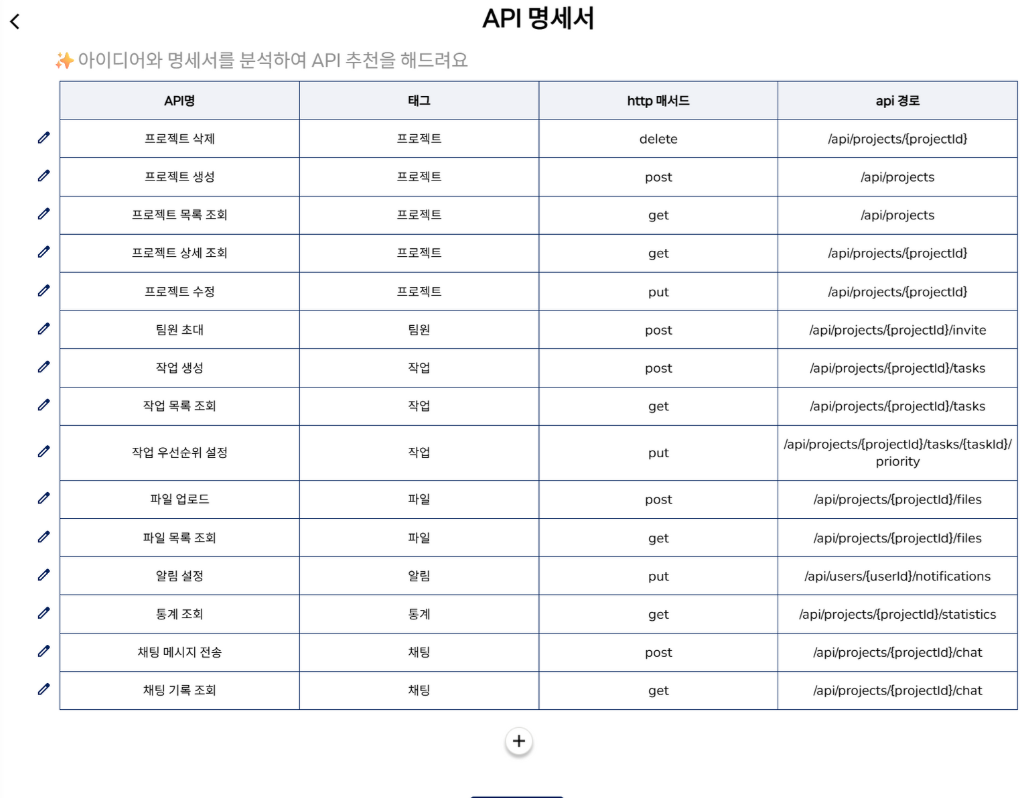 API 명세서
✨ 아이디어와 명세서를 분석하여 API 추천을 해드려요
API명 태그 http 매서드 api 경로
프로젝트 삭제 프로젝트 delete /api/projects/{projectId}
프로젝트 생성 프로젝트 post /api/projects
프로젝트 목록 조회 프로젝트 get /api/projects
프로젝트 상세 조회 프로젝트 get /api/projects/{projectId}
프로젝트 수정 프로젝트 put /api/projects/{projectId}
팀원 초대 팀원 post /api/projects/{projectId}/invite
작업 생성 작업 post /api/projects/{projectId}/tasks
작업 목록 조회 작업 get /api/projects/{projectId}/tasks
작업 우선순위 설정 작업 put /api/projects/{projectId}/tasks/{taskId}/
priority
파일 업로드 파일 post /api/projects/{projectId}/files
파일 목록 조회 파일 get /api/projects/{projectId}/files
알림 설정 알림 put /api/users/{userId}/notifications
통계 조회 통계 get /api/projects/{projectId}/statistics
채팅 메시지 전송 채팅 post /api/projects/{projectId}/chat
채팅 기록 조회 채팅 get /api/projects/{projectId}/chat